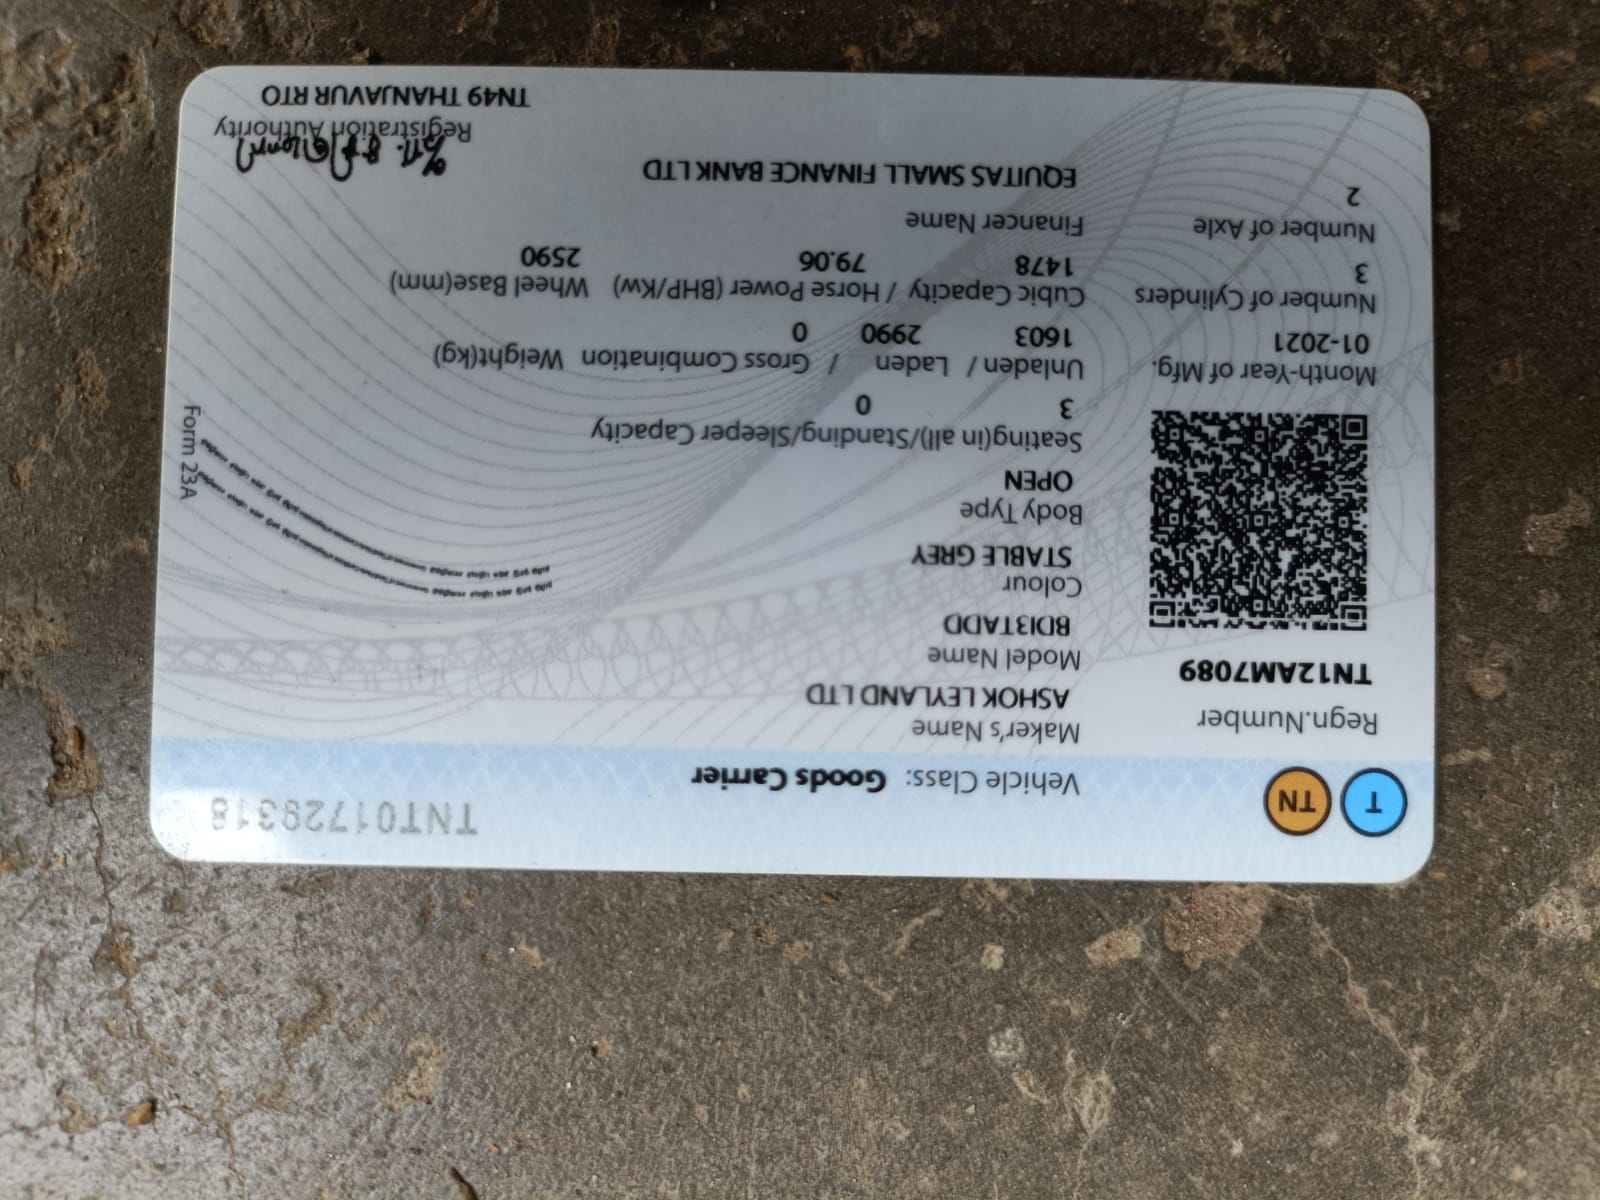 T TN
Vehicle Class: Goods Carrier
TNT01729318
Regn.Number
TN12AM7089
Maker's Name
ASHOK LEYLAND LTD
Model Name
BDI3TADD
Colour
STABLE GREY
Body Type
OPEN
Seating(in all)/Standing/Sleeper Capacity
3 0
Month-Year of Mfg.
01-2021
Unladen / Laden / Gross Combination Weight(kg)
1603 2990 0
Number of Cylinders
3
Cubic Capacity / Horse Power (BHP/Kw) Wheel Base(mm)
1478 79.06 2590
Number of Axle
2
Financer Name
EQUITAS SMALL FINANCE BANK LTD
Form 23A
Registration Authority
TN49 THANJAVUR RTO